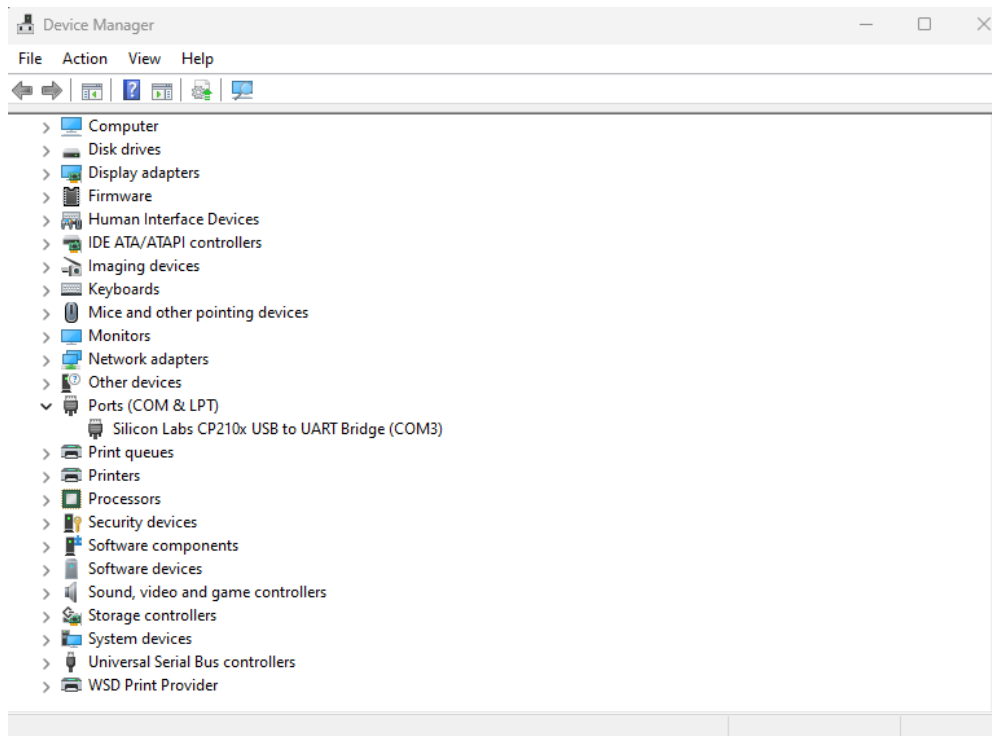 Device Manager
File Action View Help
Computer
Disk drives
Display adapters
Firmware
Human Interface Devices
IDE ATA/ATAPI controllers
Imaging devices
Keyboards
Mice and other pointing devices
Monitors
Network adapters
Other devices
Ports (COM & LPT)
Silicon Labs CP210x USB to UART Bridge (COM3)
Print queues
Printers
Processors
Security devices
Software components
Software devices
Sound, video and game controllers
Storage controllers
System devices
Universal Serial Bus controllers
WSD Print Provider